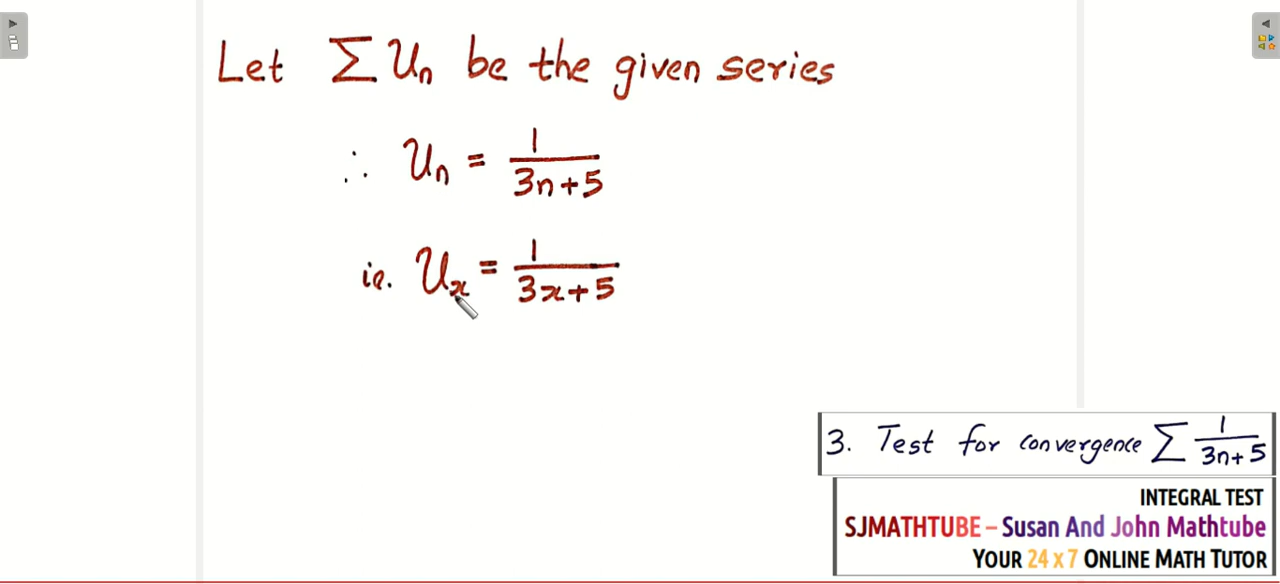 Let ∑ Uₙ be the given series
∴ Uₙ = 1/(3n+5)
ie. Uₓ = 1/(3x+5)
3. Test for convergence ∑ 1/(3n+5)
INTEGRAL TEST
SJMATHTUBE – Susan And John Mathtube
YOUR 24 x 7 ONLINE MATH TUTOR